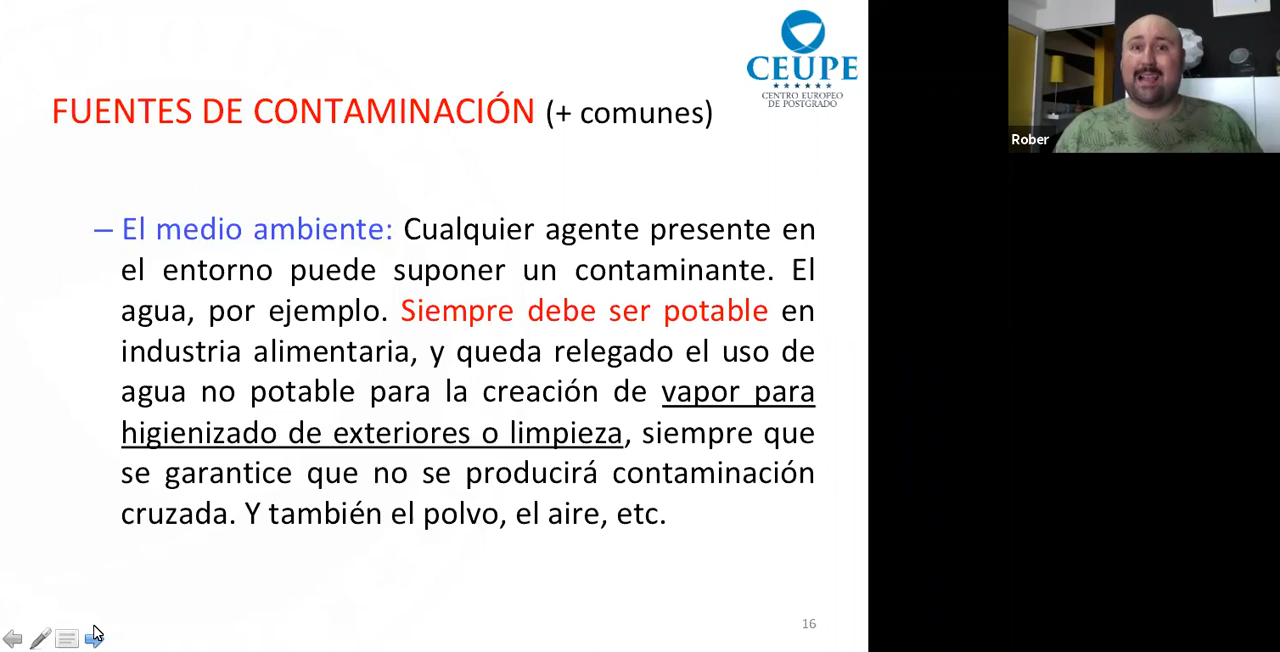 CEUPE
CENTRO EUROPEO
DE POSTGRADO
FUENTES DE CONTAMINACIÓN (+ comunes)
– El medio ambiente: Cualquier agente presente en
el entorno puede suponer un contaminante. El
agua, por ejemplo. Siempre debe ser potable en
industria alimentaria, y queda relegado el uso de
agua no potable para la creación de vapor para
higienizado de exteriores o limpieza, siempre que
se garantice que no se producirá contaminación
cruzada. Y también el polvo, el aire, etc.
16
Rober